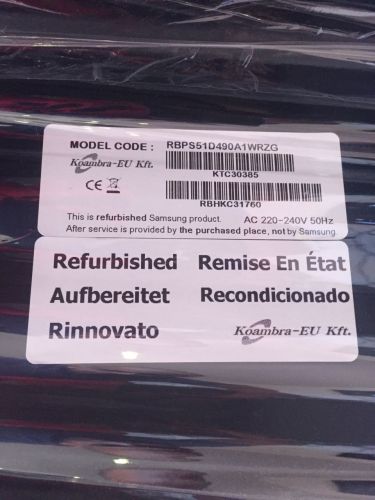 MODEL CODE : RBPS51D490A1WRZG
Koambra-EU Kft.
KTC30385
CE
RBHKC31760
This is refurbished Samsung product. AC 220-240V 50Hz
After service is provided by the purchased place, not by Samsung.
Refurbished Remise En État
Aufbereitet Recondicionado
Rinnovato Koambra-EU Kft.